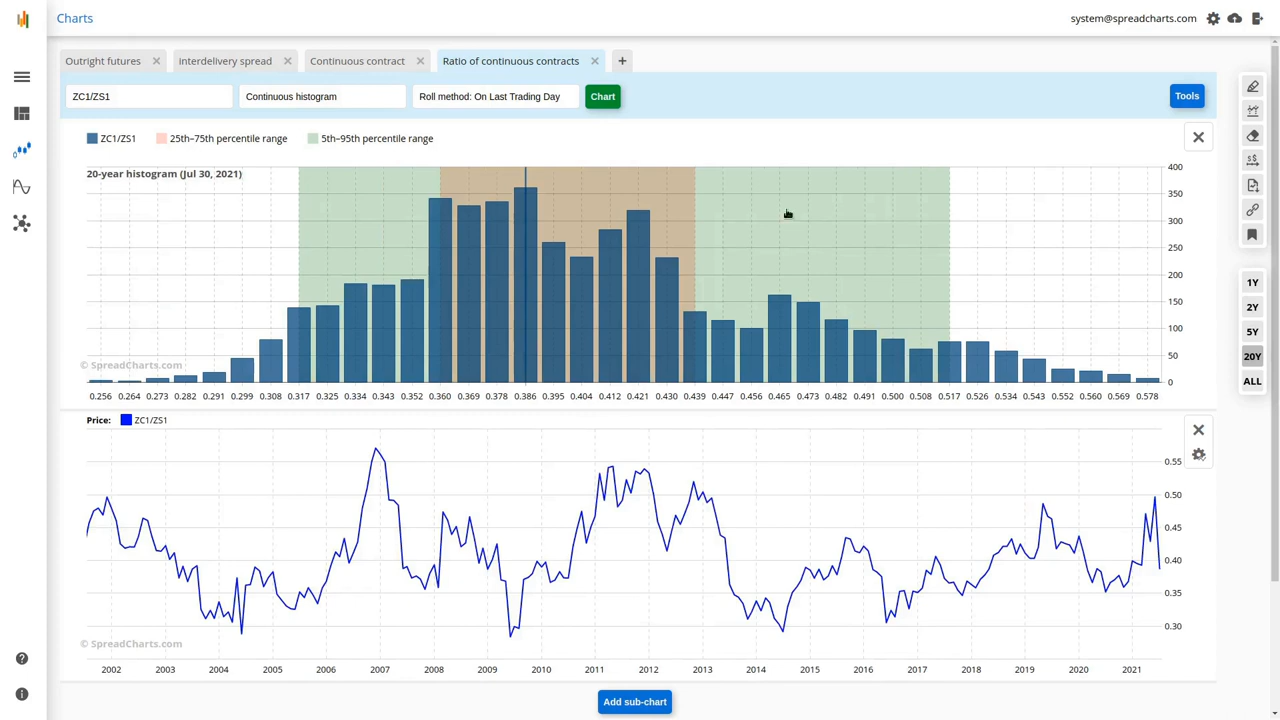 Charts
system@spreadcharts.com
Outright futures
Interdelivery spread
Continuous contract
Ratio of continuous contracts
+
ZC1/ZS1
Continuous histogram
Roll method: On Last Trading Day
Chart
Tools
ZC1/ZS1
25th–75th percentile range
5th–95th percentile range
20-year histogram (Jul 30, 2021)
400
350
300
250
200
150
100
50
0
© SpreadCharts.com
0.256 0.264 0.273 0.282 0.291 0.299 0.308 0.317 0.325 0.334 0.343 0.352 0.360 0.369 0.378 0.386 0.395 0.404 0.412 0.421 0.430 0.439 0.447 0.456 0.465 0.473 0.482 0.491 0.500 0.508 0.517 0.526 0.534 0.543 0.552 0.560 0.569 0.578
1Y
2Y
5Y
20Y
ALL
Price:
ZC1/ZS1
0.55
0.50
0.45
0.40
0.35
0.30
© SpreadCharts.com
2002 2003 2004 2005 2006 2007 2008 2009 2010 2011 2012 2013 2014 2015 2016 2017 2018 2019 2020 2021
Add sub-chart